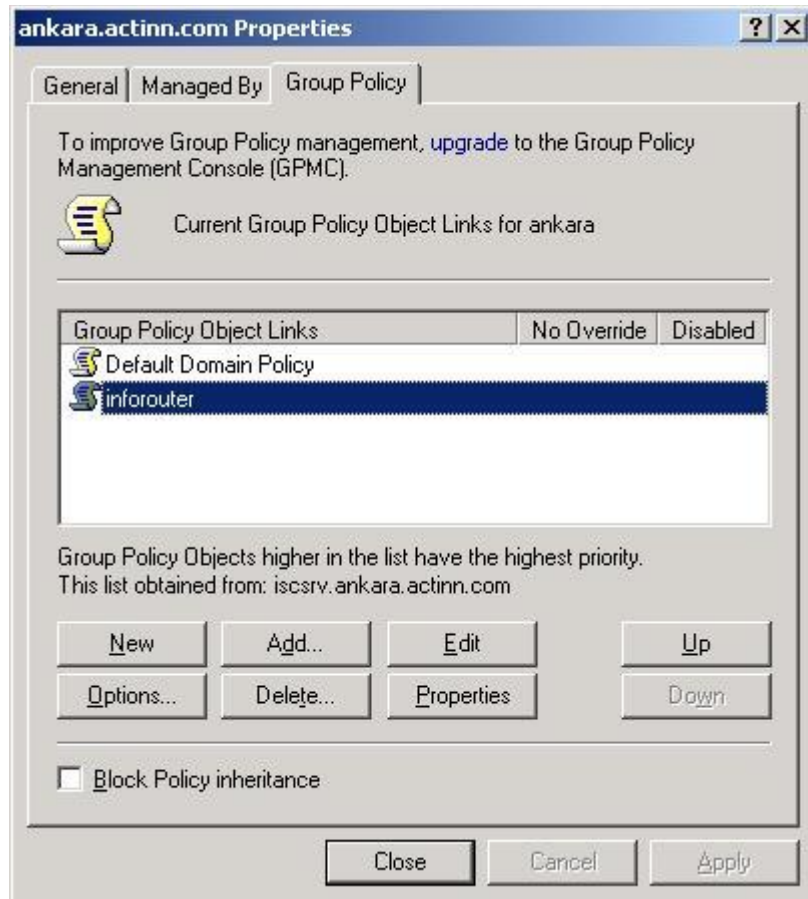 ankara.actinn.com Properties
General Managed By Group Policy
To improve Group Policy management, upgrade to the Group Policy
Management Console (GPMC).
Current Group Policy Object Links for ankara
Group Policy Object Links No Override Disabled
Default Domain Policy
inforouter
Group Policy Objects higher in the list have the highest priority.
This list obtained from: iscsrv.ankara.actinn.com
New Add... Edit Up
Options... Delete... Properties Down
Block Policy inheritance
Close Cancel Apply